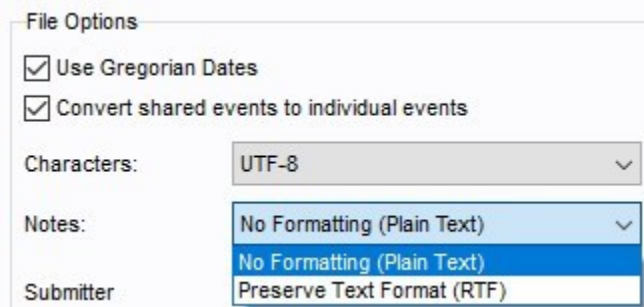 File Options
Use Gregorian Dates
Convert shared events to individual events
Characters: UTF-8
Notes: No Formatting (Plain Text)
No Formatting (Plain Text)
Submitter Preserve Text Format (RTF)